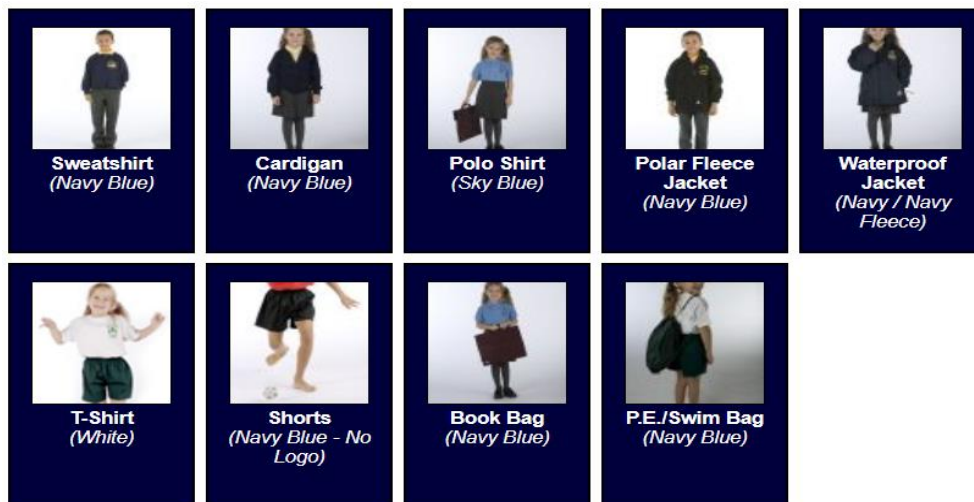 Sweatshirt
(Navy Blue)
Cardigan
(Navy Blue)
Polo Shirt
(Sky Blue)
Polar Fleece
Jacket
(Navy Blue)
Waterproof
Jacket
(Navy / Navy
Fleece)
T-Shirt
(White)
Shorts
(Navy Blue - No
Logo)
Book Bag
(Navy Blue)
P.E./Swim Bag
(Navy Blue)